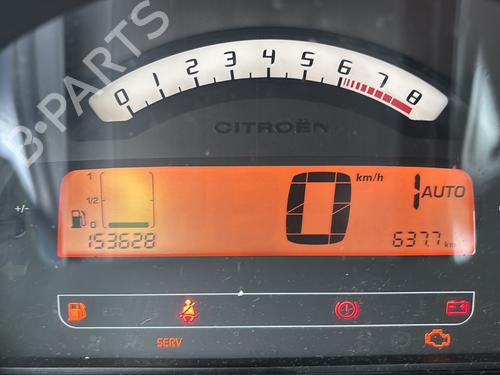 0 1 2 3 4 5 6 7 8
CITROËN
1
1/2
0
153628
0 km/h
1 AUTO
637.7 km
+/-
SERV
B-PARTS